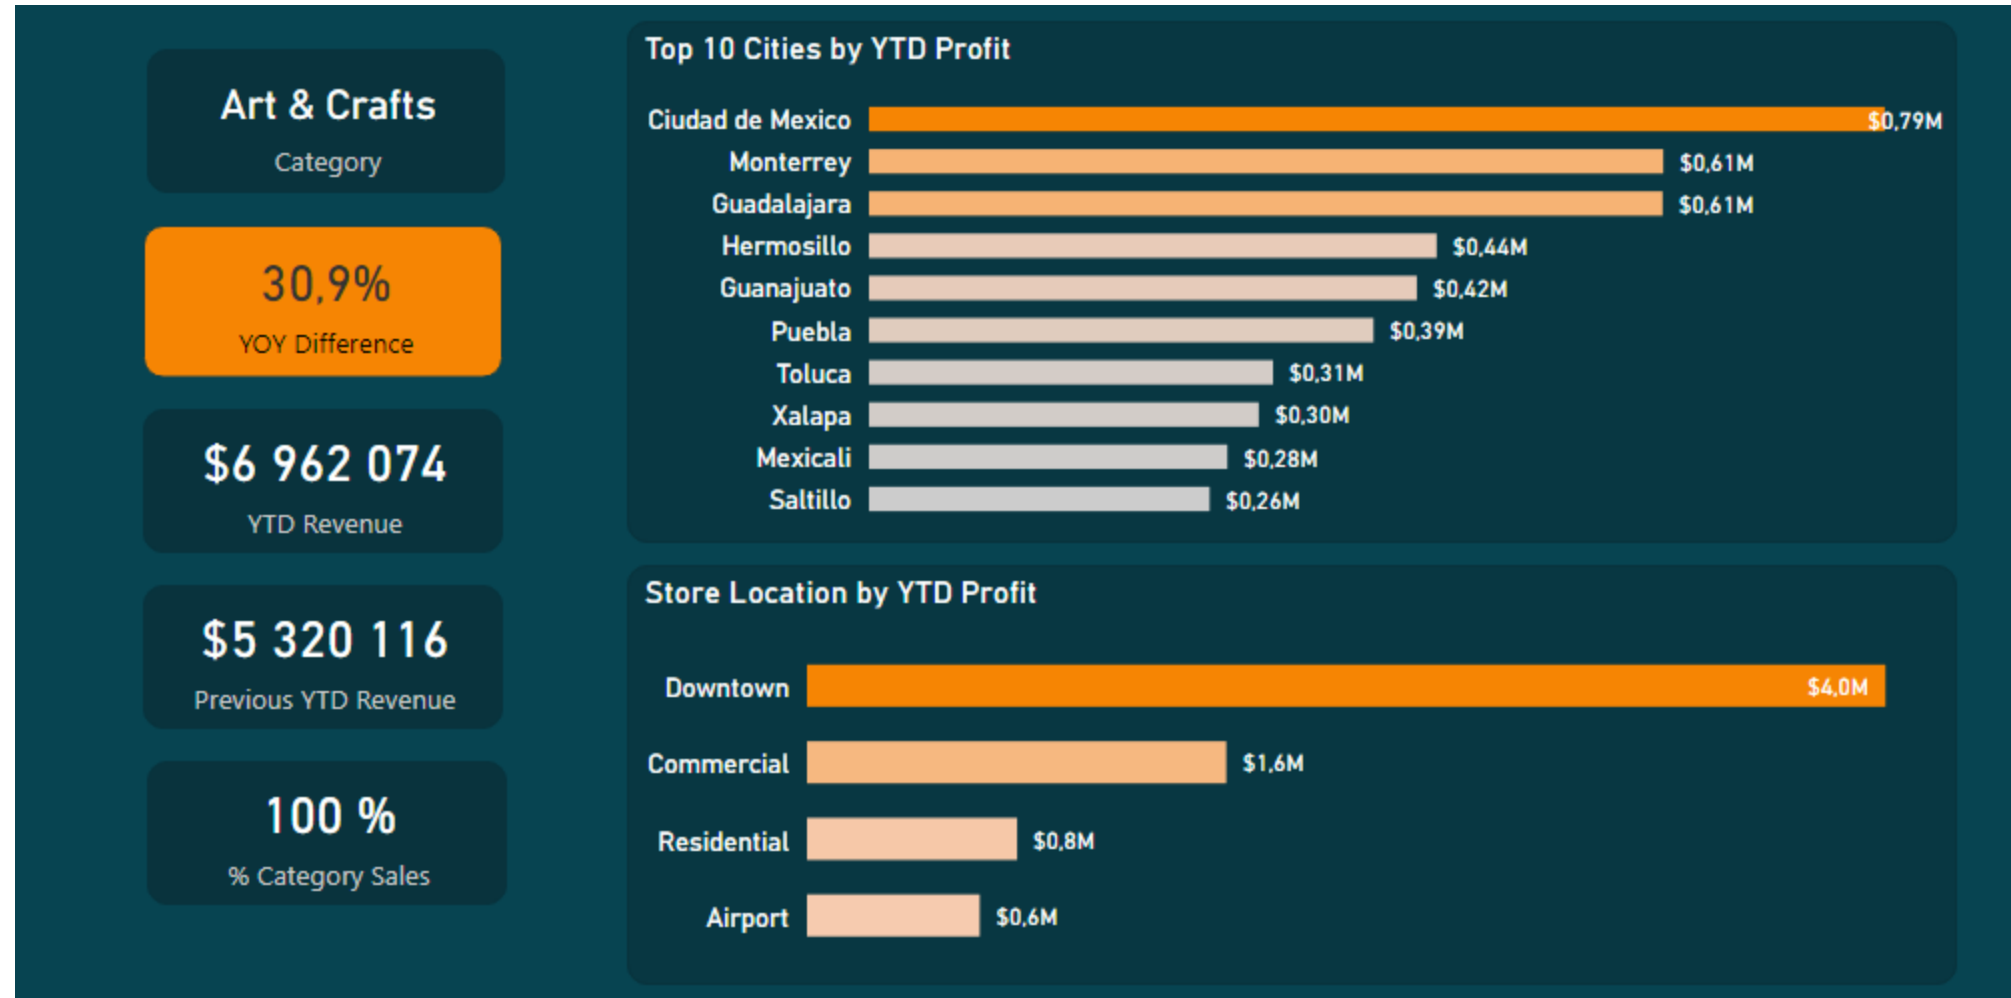 Art & Crafts
Category
30,9%
YOY Difference
$6 962 074
YTD Revenue
$5 320 116
Previous YTD Revenue
100 %
% Category Sales
Top 10 Cities by YTD Profit
Ciudad de Mexico $0,79M
Monterrey $0,61M
Guadalajara $0,61M
Hermosillo $0,44M
Guanajuato $0,42M
Puebla $0,39M
Toluca $0,31M
Xalapa $0,30M
Mexicali $0,28M
Saltillo $0,26M
Store Location by YTD Profit
Downtown $4,0M
Commercial $1,6M
Residential $0,8M
Airport $0,6M